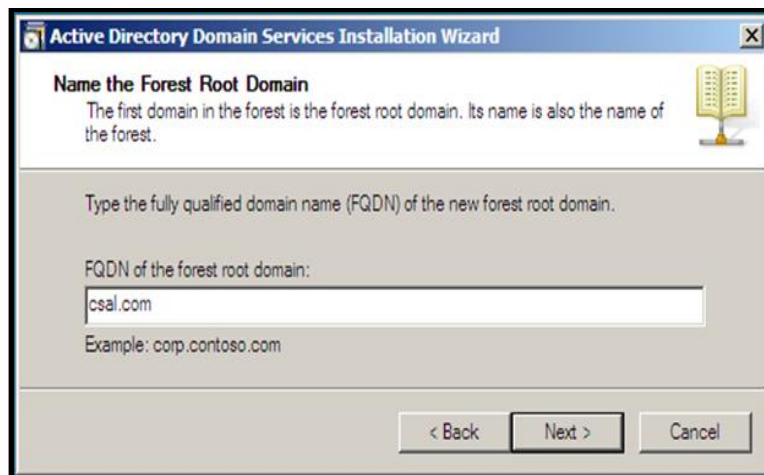 Active Directory Domain Services Installation Wizard
Name the Forest Root Domain
The first domain in the forest is the forest root domain. Its name is also the name of
the forest.
Type the fully qualified domain name (FQDN) of the new forest root domain.
FQDN of the forest root domain:
csal.com
Example: corp.contoso.com
< Back Next > Cancel